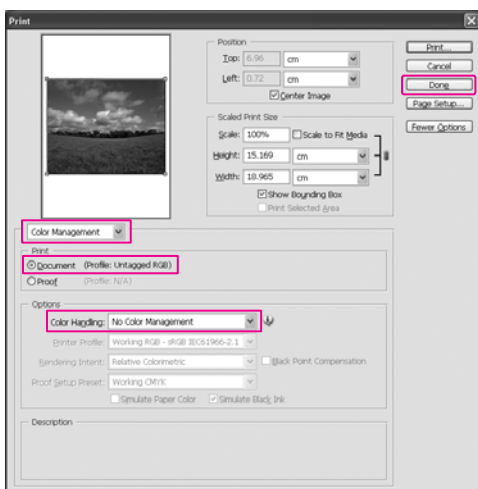 Print
Position
Top: 6.96 cm
Left: 0.72 cm
Center Image
Scaled Print Size
Scale: 100% Scale to Fit Media
Height: 15.169 cm
Width: 18.965 cm
Show Bounding Box
Print Selected Area
Print...
Cancel
Done
Page Setup...
Fewer Options
Color Management
Print
Document (Profile: Untagged RGB)
Proof (Profile: N/A)
Options
Color Handling: No Color Management
Printer Profile: Working RGB - sRGB IEC61966-2.1
Rendering Intent: Relative Colorimetric Black Point Compensation
Proof Setup Preset: Working CMYK
Simulate Paper Color Simulate Black Ink
Description